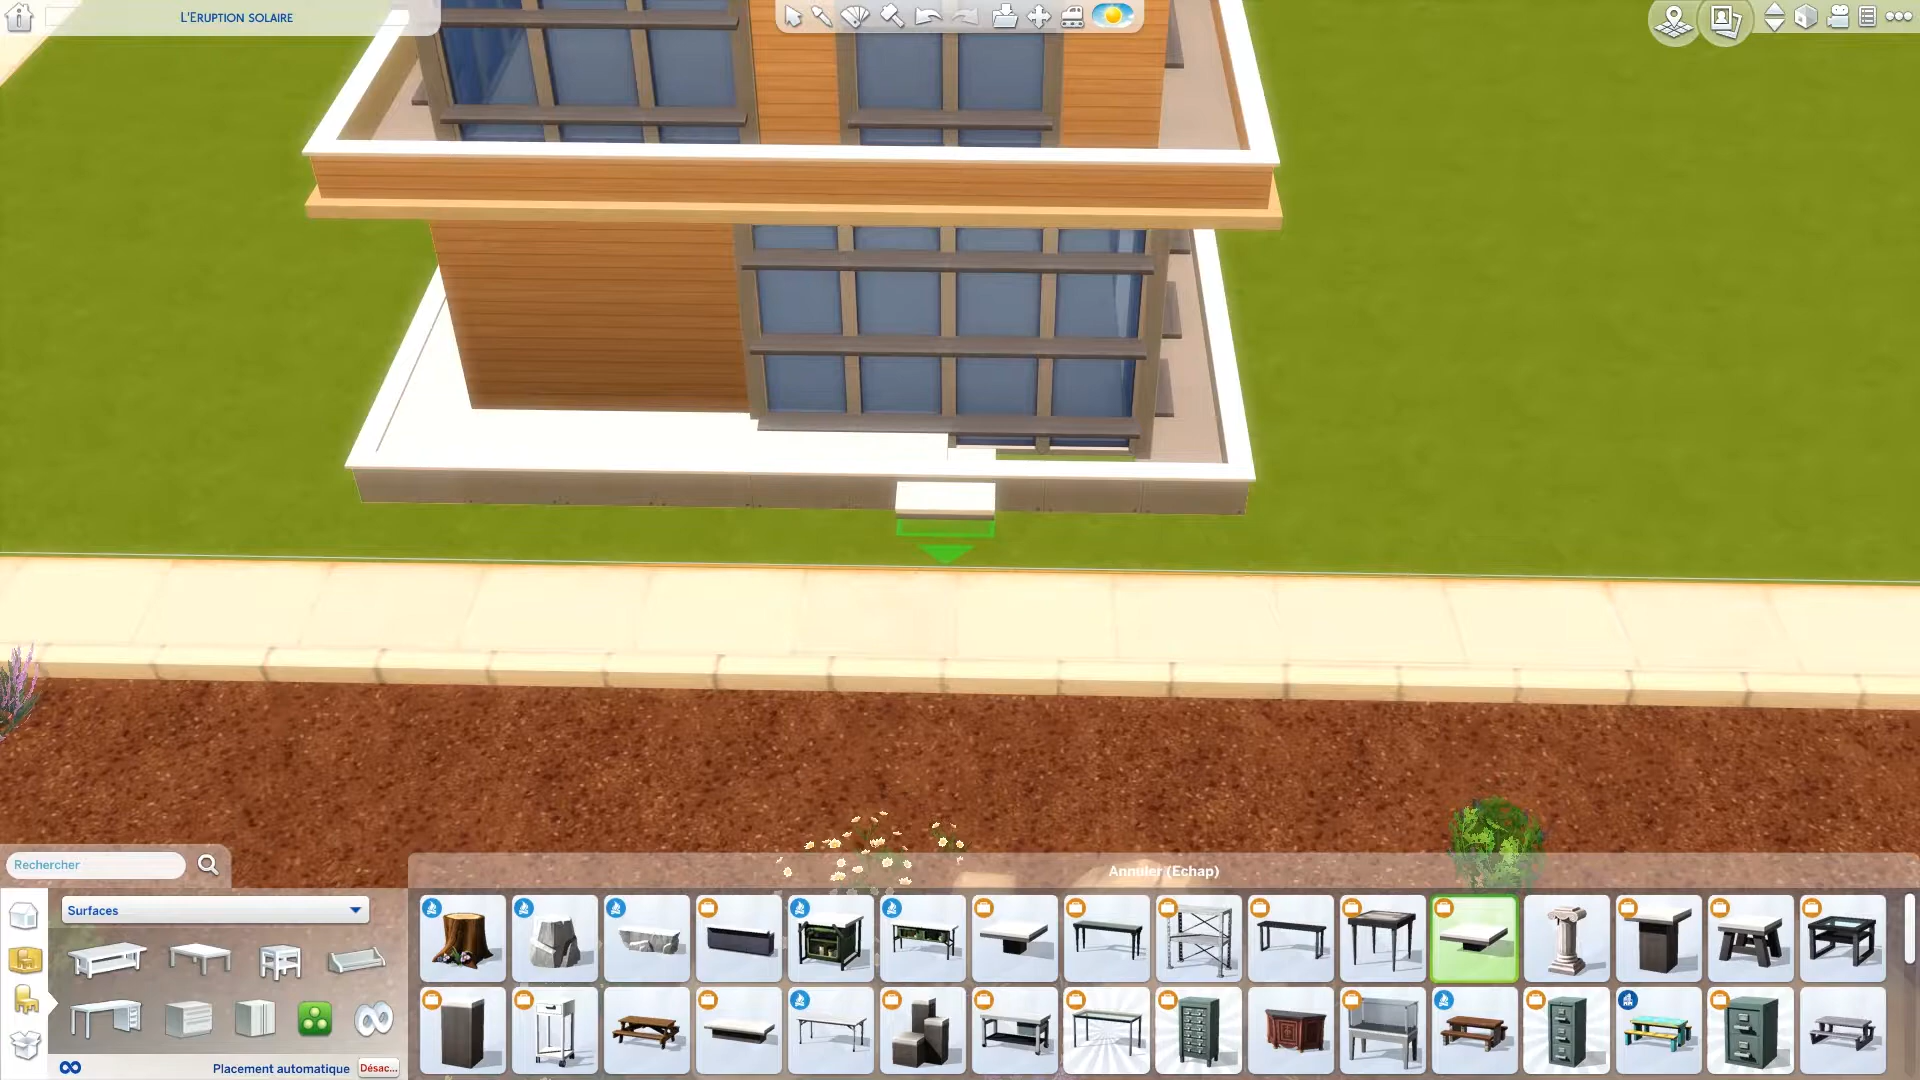 L'Eruption solaire
Rechercher
Annuler (Echap)
Surfaces
Placement automatique
Désac...